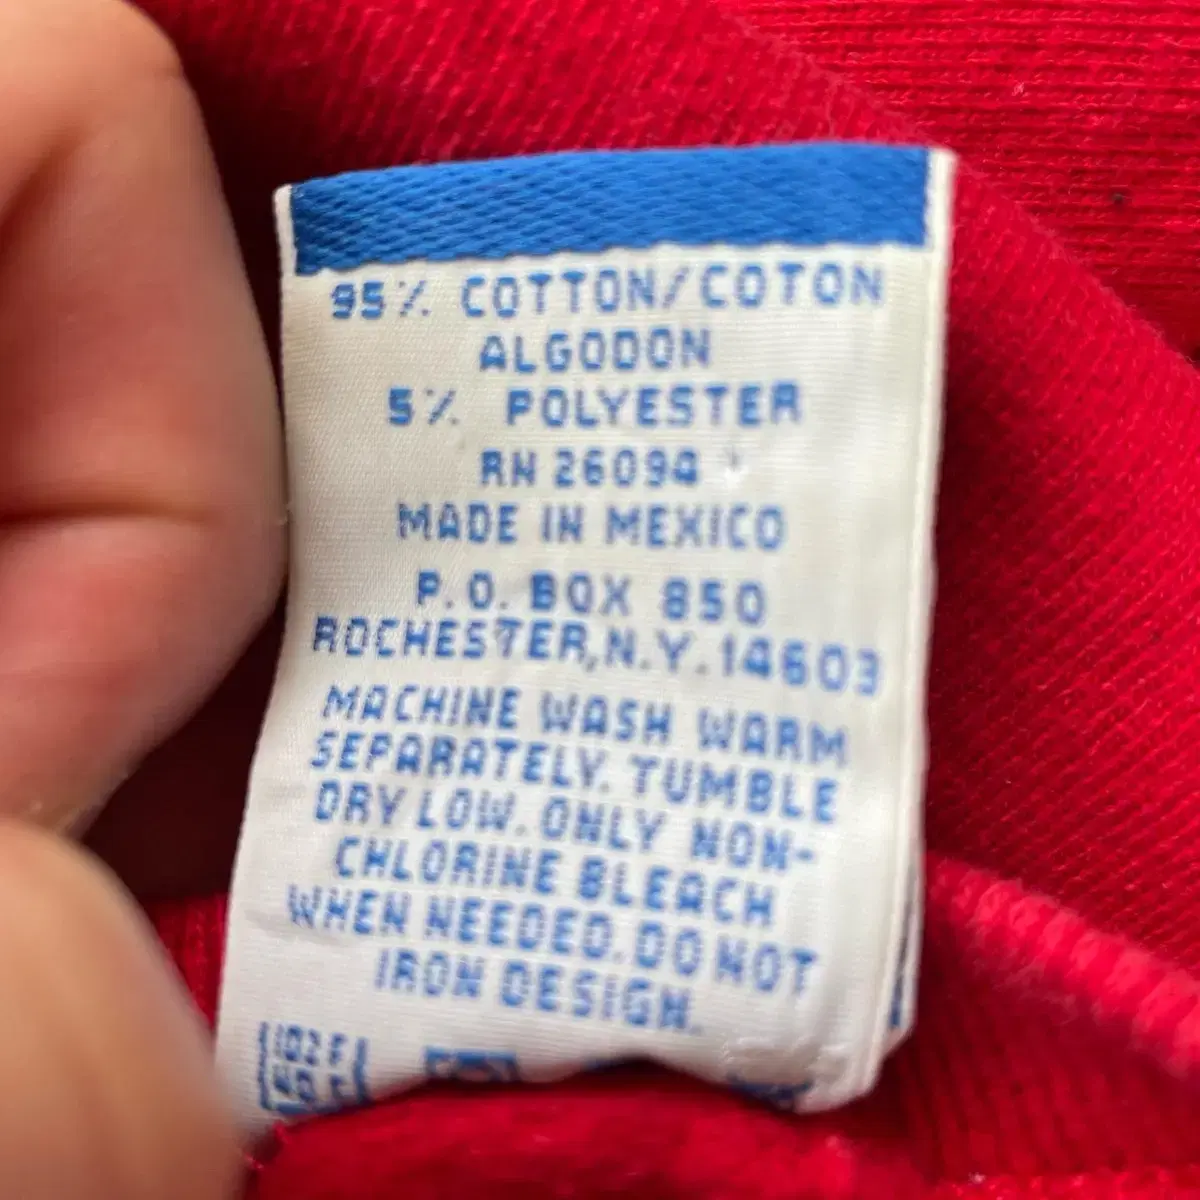 95% COTTON/COTON
ALGODON
5% POLYESTER
RN 26094
MADE IN MEXICO
P.O. BOX 850
ROCHESTER,N.Y.14603
MACHINE WASH WARM
SEPARATELY. TUMBLE
DRY LOW. ONLY NON-
CHLORINE BLEACH
WHEN NEEDED. DO NOT
IRON DESIGN.